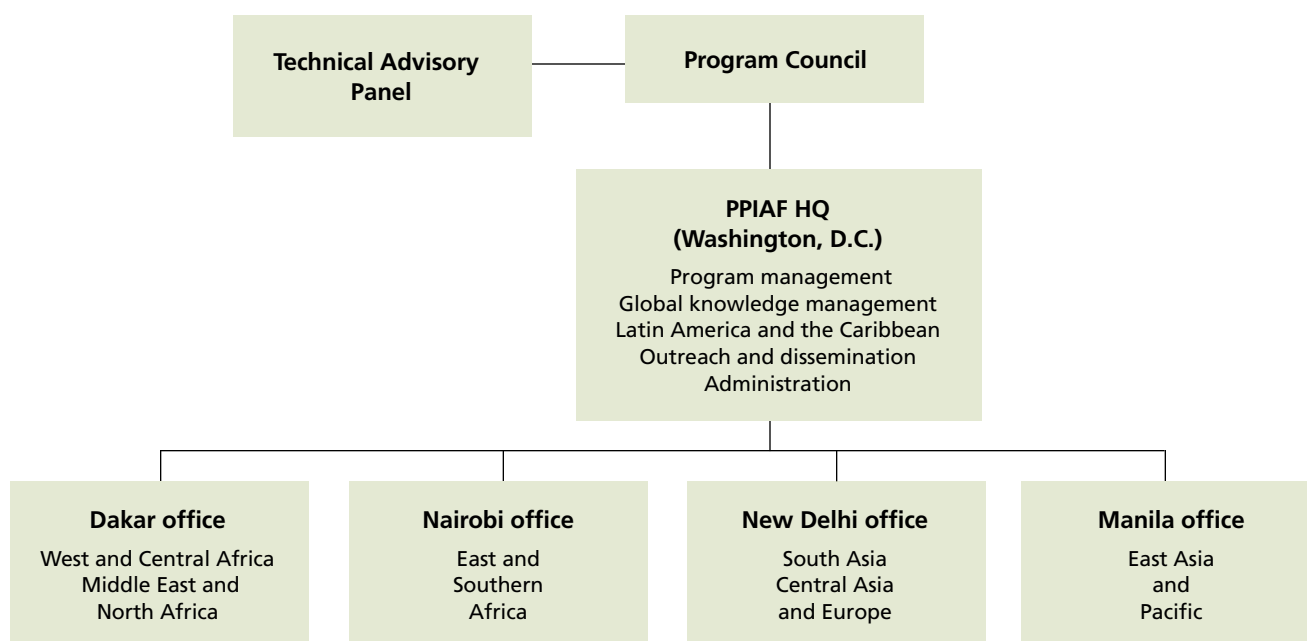 Technical Advisory
Panel
Program Council
PPIAF HQ
(Washington, D.C.)
Program management
Global knowledge management
Latin America and the Caribbean
Outreach and dissemination
Administration
Dakar office
West and Central Africa
Middle East and
North Africa
Nairobi office
East and
Southern
Africa
New Delhi office
South Asia
Central Asia
and Europe
Manila office
East Asia
and
Pacific